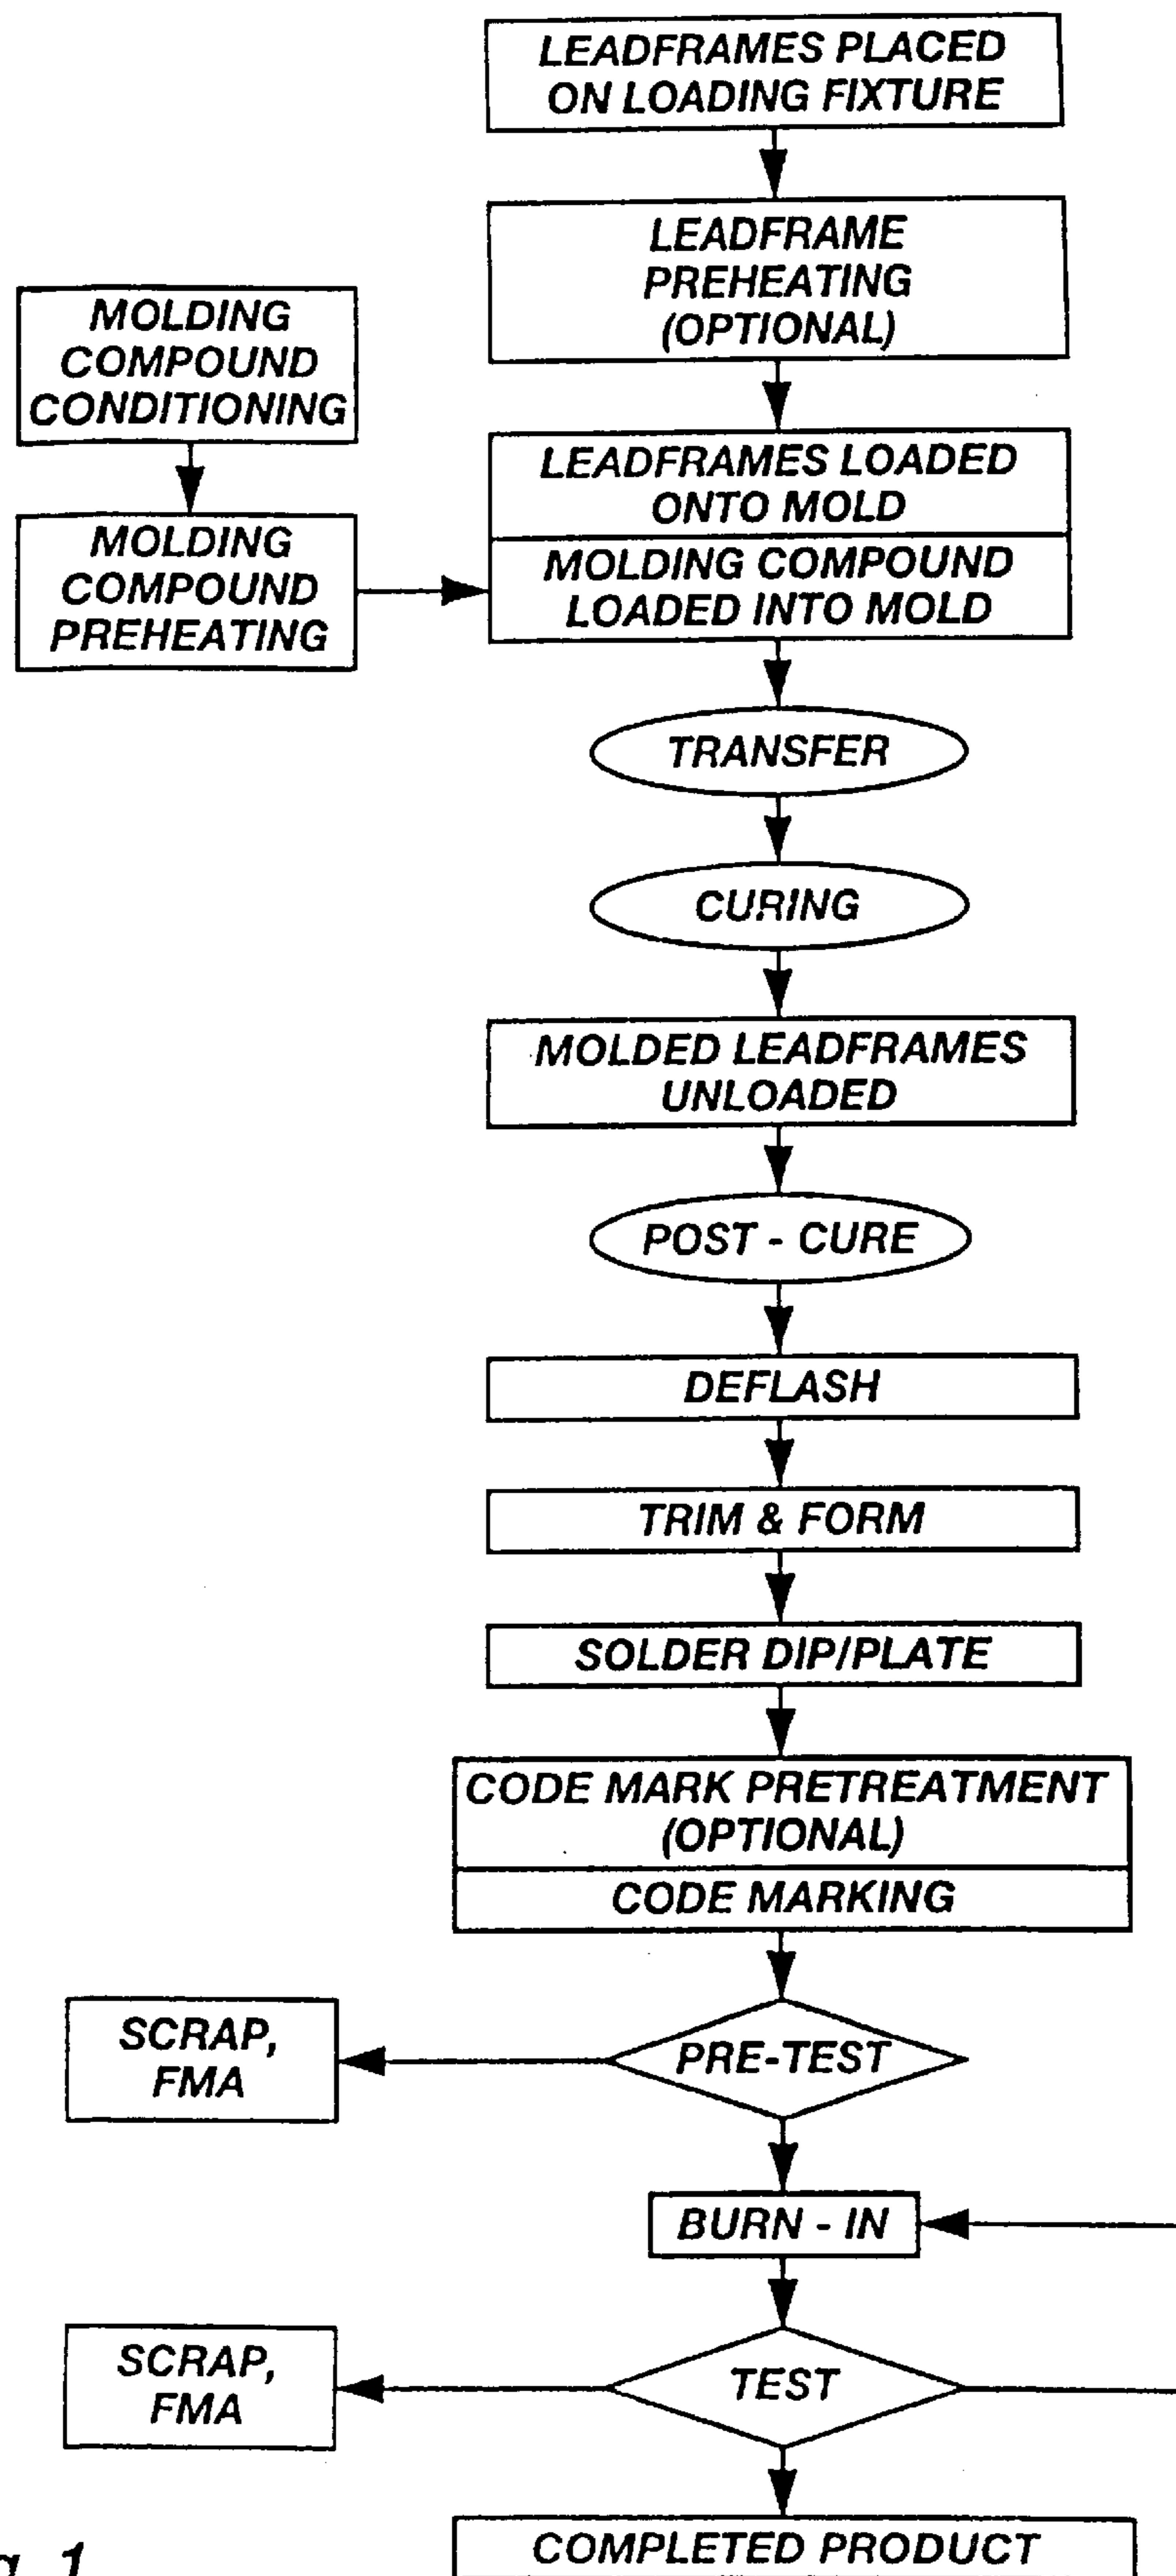 LEADFRAMES PLACED
ON LOADING FIXTURE
LEADFRAME
PREHEATING
(OPTIONAL)
MOLDING
COMPOUND
CONDITIONING
MOLDING
COMPOUND
PREHEATING
LEADFRAMES LOADED
ONTO MOLD
MOLDING COMPOUND
LOADED INTO MOLD
TRANSFER
CURING
MOLDED LEADFRAMES
UNLOADED
POST - CURE
DEFLASH
TRIM & FORM
SOLDER DIP/PLATE
CODE MARK PRETREATMENT
(OPTIONAL)
CODE MARKING
PRE-TEST
SCRAP,
FMA
BURN - IN
TEST
SCRAP,
FMA
COMPLETED PRODUCT
1